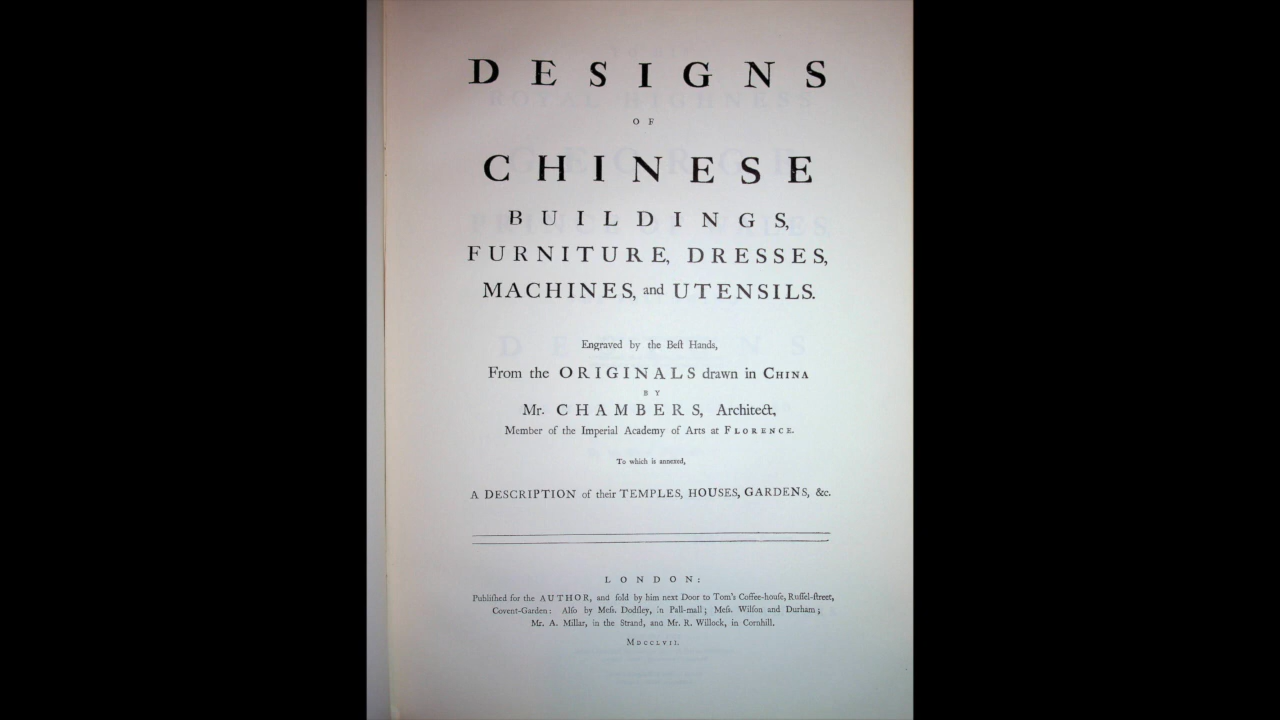 DESIGNS
OF
CHINESE
BUILDINGS,
FURNITURE, DRESSES,
MACHINES, and UTENSILS.
Engraved by the Beſt Hands,
From the ORIGINALS drawn in CHINA
BY
Mr. CHAMBERS, Architect,
Member of the Imperial Academy of Arts at FLORENCE.
To which is annexed,
A DESCRIPTION of their TEMPLES, HOUSES, GARDENS, &c.
LONDON:
Publiſhed for the AUTHOR, and ſold by him next Door to Tom's Coffee-houſe, Ruſſel-ſtreet,
Covent-Garden: Alſo by Meſſ. Dodſley, in Pall-mall; Meſſ. Wilſon and Durham;
Mr. A. Millar, in the Strand, and Mr. R. Willock, in Cornhill.
MDCCLVII.